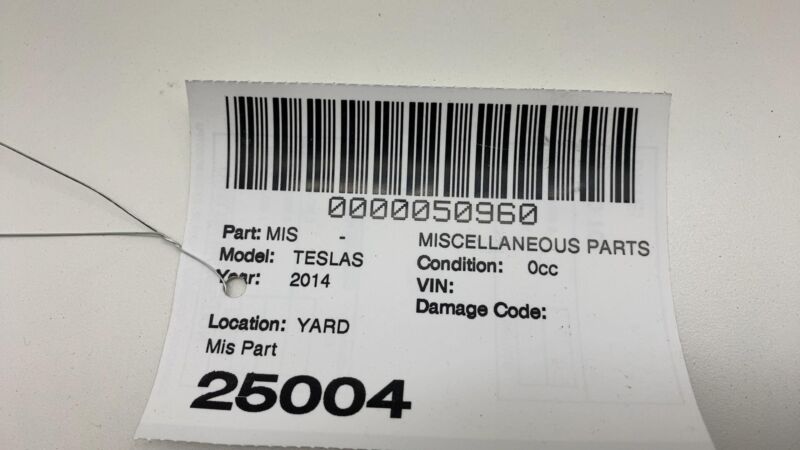 0000050960
Part: MIS - MISCELLANEOUS PARTS
Model: TESLAS Condition: 0cc
Year: 2014 VIN:
Damage Code:
Location: YARD
Mis Part
25004